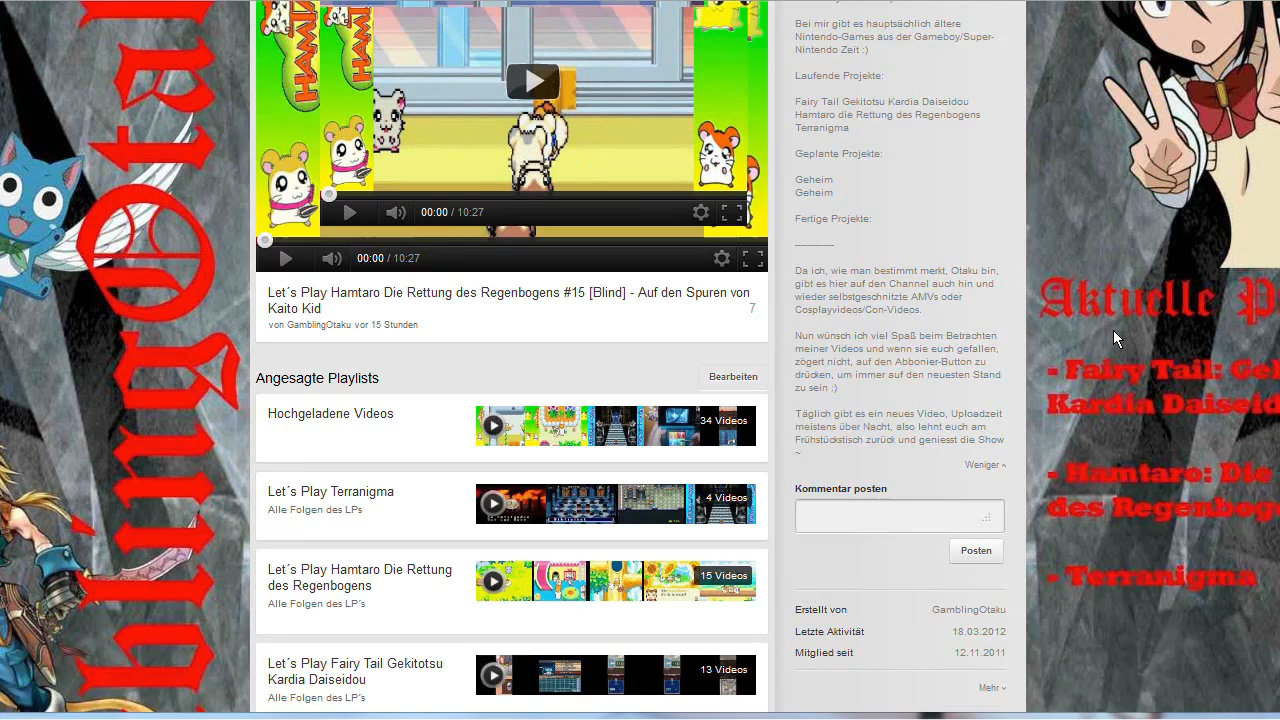 HAMTA
HAMT
00:00 / 10:27
00:00 / 10:27
Let´s Play Hamtaro Die Rettung des Regenbogens #15 [Blind] - Auf den Spuren von
Kaito Kid
7
von GamblingOtaku vor 15 Stunden
Angesagte Playlists
Bearbeiten
Hochgeladene Videos
34 Videos
Let´s Play Terranigma
Alle Folgen des LPs
4 Videos
Let´s Play Hamtaro Die Rettung
des Regenbogens
Alle Folgen des LP's
15 Videos
Let´s Play Fairy Tail Gekitotsu
Karda Daiseidou
Alle Folgen des LP's
13 Videos
Bei mir gibt es hauptsächlich ältere
Nintendo-Games aus der Gameboy/Super-
Nintendo Zeit :)
Laufende Projekte:
Fairy Tail Gekitotsu Kardia Daiseidou
Hamtaro die Rettung des Regenbogens
Terranigma
Geplante Projekte:
Geheim
Geheim
Fertige Projekte:
--------------
Da ich, wie man bestimmt merkt, Otaku bin,
gibt es hier auf den Channel auch hin und
wieder selbstgeschnitzte AMVs oder
Cosplayvideos/Con-Videos.
Nun wünsch ich viel Spaß beim Betrachten
meiner Videos und wenn sie euch gefallen,
zögert nicht, auf den Abbonier-Button zu
drücken, um immer auf den neuesten Stand
zu sein :)
Täglich gibt es ein neues Video, Uploadzeit
meistens über Nacht, also lehnt euch am
Frühstückstisch zurück und geniesst die Show
~
Weniger
Kommentar posten
Posten
Erstellt von GamblingOtaku
Letzte Aktivität 18.03.2012
Mitglied seit 12.11.2011
Mehr
Aktuelle P
- Fairy Tail: Gel
Kardia Daiseid
- Hamtaro: Die
des Regenboge
- Terranigma